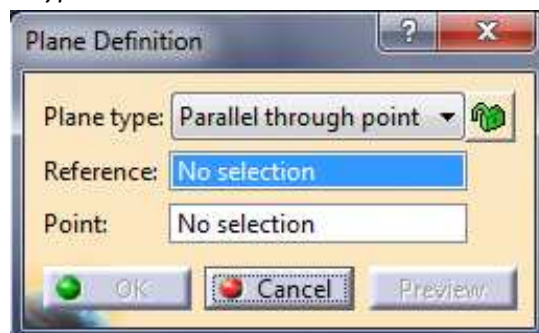 Plane Definition
?
X
Plane type: Parallel through point
Reference: No selection
Point: No selection
OK Cancel Preview